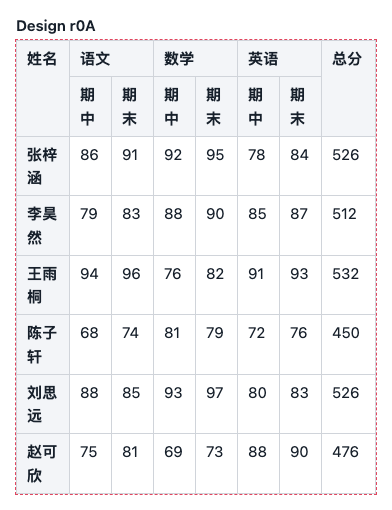 Design r0A
姓名 语文 数学 英语 总分
期中 期末 期中 期末 期中 期末
张梓涵 86 91 92 95 78 84 526
李昊然 79 83 88 90 85 87 512
王雨桐 94 96 76 82 91 93 532
陈子轩 68 74 81 79 72 76 450
刘思远 88 85 93 97 80 83 526
赵可欣 75 81 69 73 88 90 476